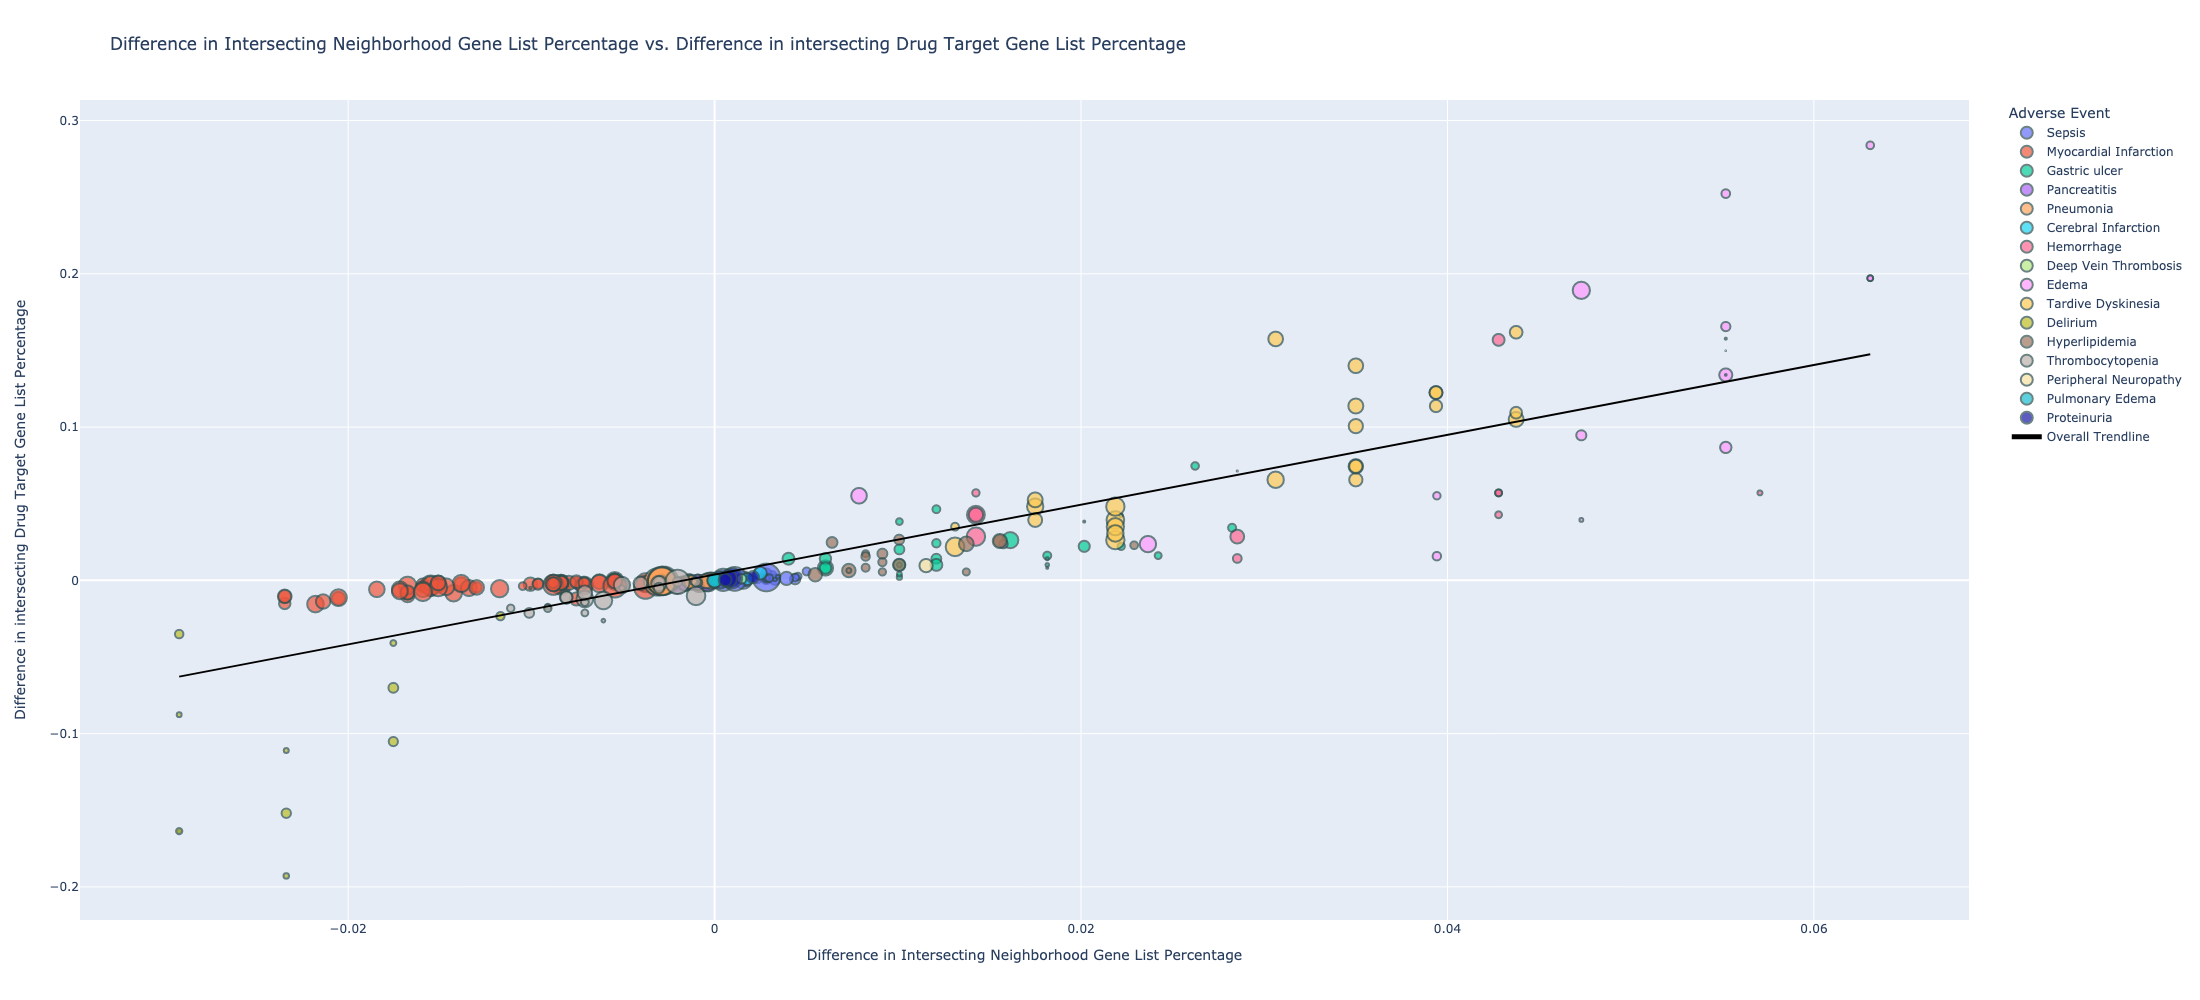 Difference in Intersecting Neighborhood Gene List Percentage vs. Difference in intersecting Drug Target Gene List Percentage
Difference in intersecting Drug Target Gene List Percentage
0.3
0.2
0.1
0
−0.1
−0.2
−0.02
0
0.02
0.04
0.06
Difference in Intersecting Neighborhood Gene List Percentage
Adverse Event
Sepsis
Myocardial Infarction
Gastric ulcer
Pancreatitis
Pneumonia
Cerebral Infarction
Hemorrhage
Deep Vein Thrombosis
Edema
Tardive Dyskinesia
Delirium
Hyperlipidemia
Thrombocytopenia
Peripheral Neuropathy
Pulmonary Edema
Proteinuria
Overall Trendline